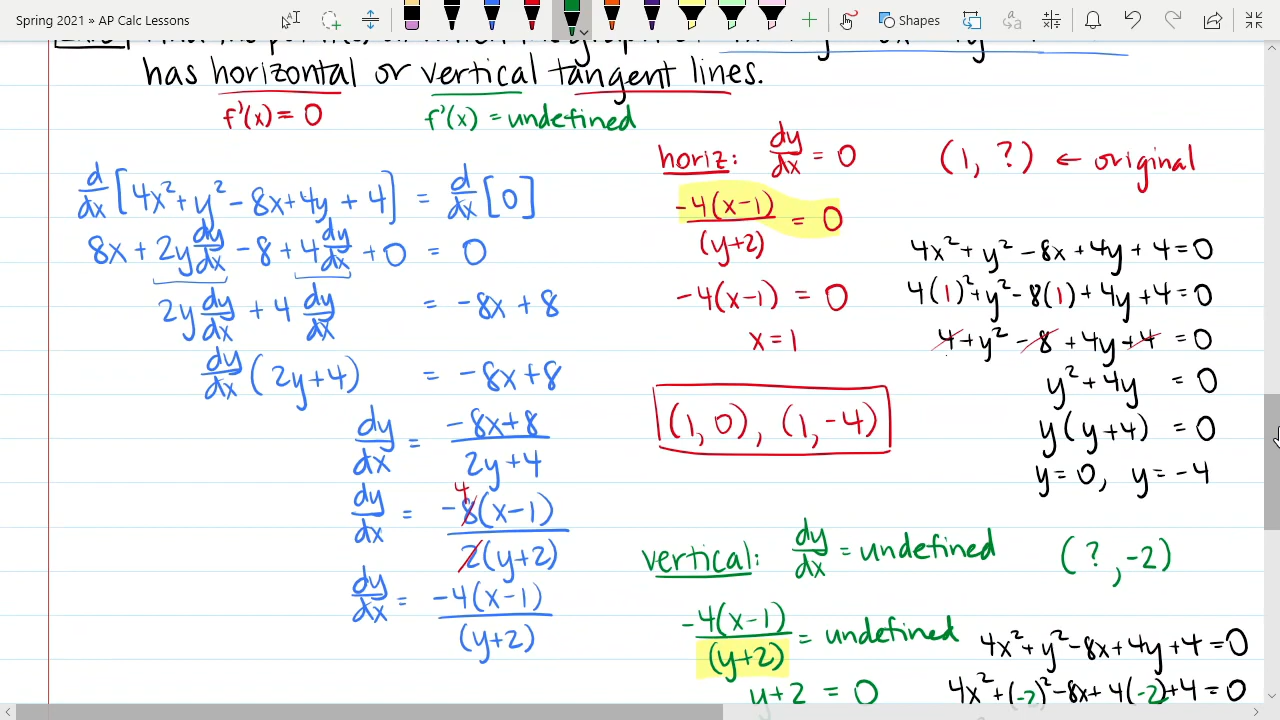 Spring 2021 » AP Calc Lessons
Shapes
has horizontal or vertical tangent lines.
f'(x) = 0
f'(x) = undefined
d/dx [4x² + y² - 8x + 4y + 4] = d/dx [0]
8x + 2y dy/dx - 8 + 4 dy/dx + 0 = 0
2y dy/dx + 4 dy/dx = -8x + 8
dy/dx (2y+4) = -8x + 8
dy/dx = (-8x+8)/(2y+4)
4
dy/dx = -8(x-1)/2(y+2)
dy/dx = -4(x-1)/(y+2)
horiz: dy/dx = 0
-4(x-1)/(y+2) = 0
-4(x-1) = 0
x = 1
(1, 0), (1, -4)
(1, ?) ← original
4x² + y² - 8x + 4y + 4 = 0
4(1)² + y² - 8(1) + 4y + 4 = 0
4 + y² - 8 + 4y + 4 = 0
y² + 4y = 0
y(y+4) = 0
y = 0, y = -4
vertical: dy/dx = undefined
-4(x-1)/(y+2) = undefined
y+2 = 0
(?, -2)
4x² + y² - 8x + 4y + 4 = 0
4x² + (-2)² - 8x + 4(-2) + 4 = 0